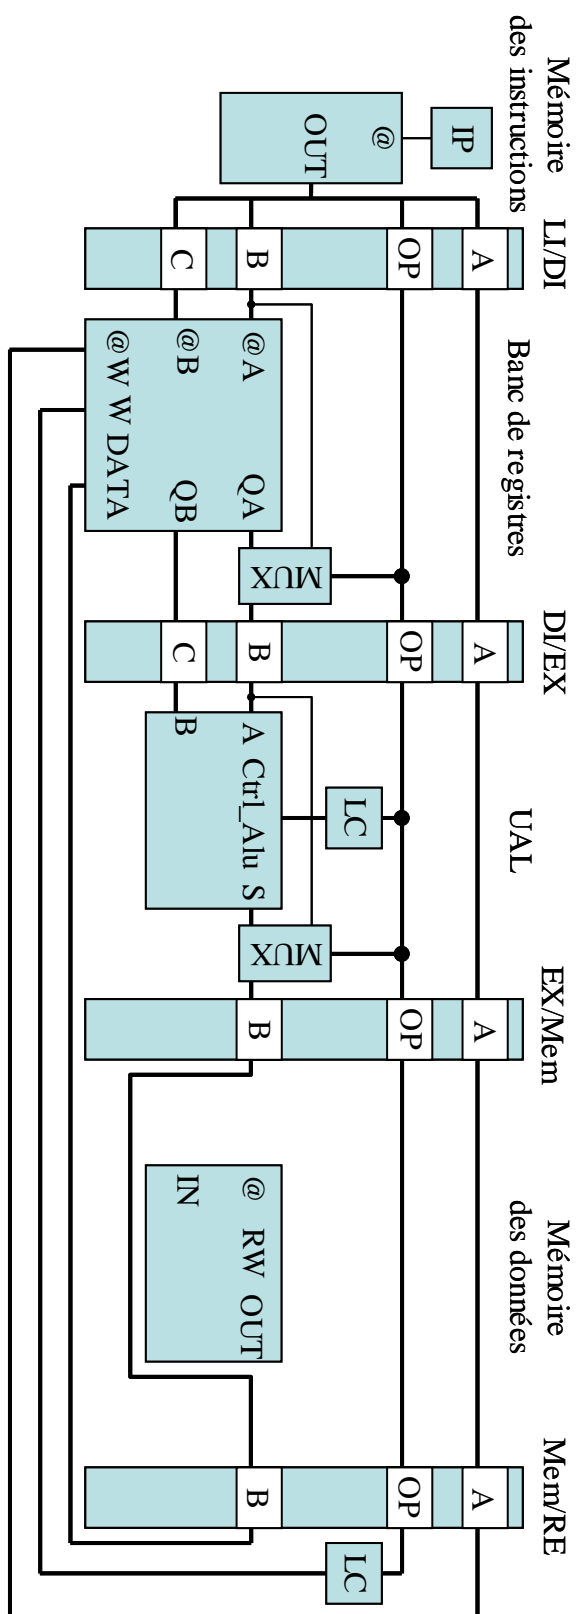 Mémoire
des instructions
LI/DI
Banc de registres
DI/EX
UAL
EX/Mem
Mémoire
des données
Mem/RE
IP
@
OUT
A
OP
B
C
@A
@B
@W W DATA
QA
QB
MUX
A
OP
B
C
LC
A Ctrl_Alu S
B
MUX
A
OP
B
@ RW OUT
IN
A
OP
B
LC